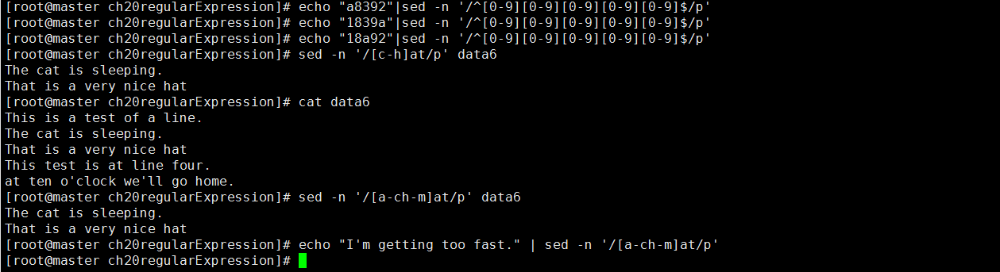 [root@master ch20regularExpression]# echo "a8392"|sed -n '/^[0-9][0-9][0-9][0-9][0-9]$/p'
[root@master ch20regularExpression]# echo "1839a"|sed -n '/^[0-9][0-9][0-9][0-9][0-9]$/p'
[root@master ch20regularExpression]# echo "18a92"|sed -n '/^[0-9][0-9][0-9][0-9][0-9]$/p'
[root@master ch20regularExpression]# sed -n '/[c-h]at/p' data6
The cat is sleeping.
That is a very nice hat
[root@master ch20regularExpression]# cat data6
This is a test of a line.
The cat is sleeping.
That is a very nice hat
This test is at line four.
at ten o'clock we'll go home.
[root@master ch20regularExpression]# sed -n '/[a-ch-m]at/p' data6
The cat is sleeping.
That is a very nice hat
[root@master ch20regularExpression]# echo "I'm getting too fast." | sed -n '/[a-ch-m]at/p'
[root@master ch20regularExpression]#